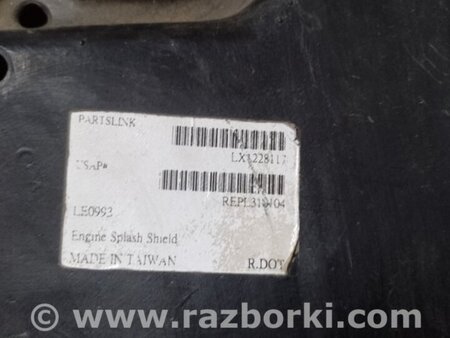 PARTSLINK
LX1228117
USAP#
REPL310104
LE0993
Engine Splash Shield
MADE IN TAIWAN R.DOT
© www.razborki.com